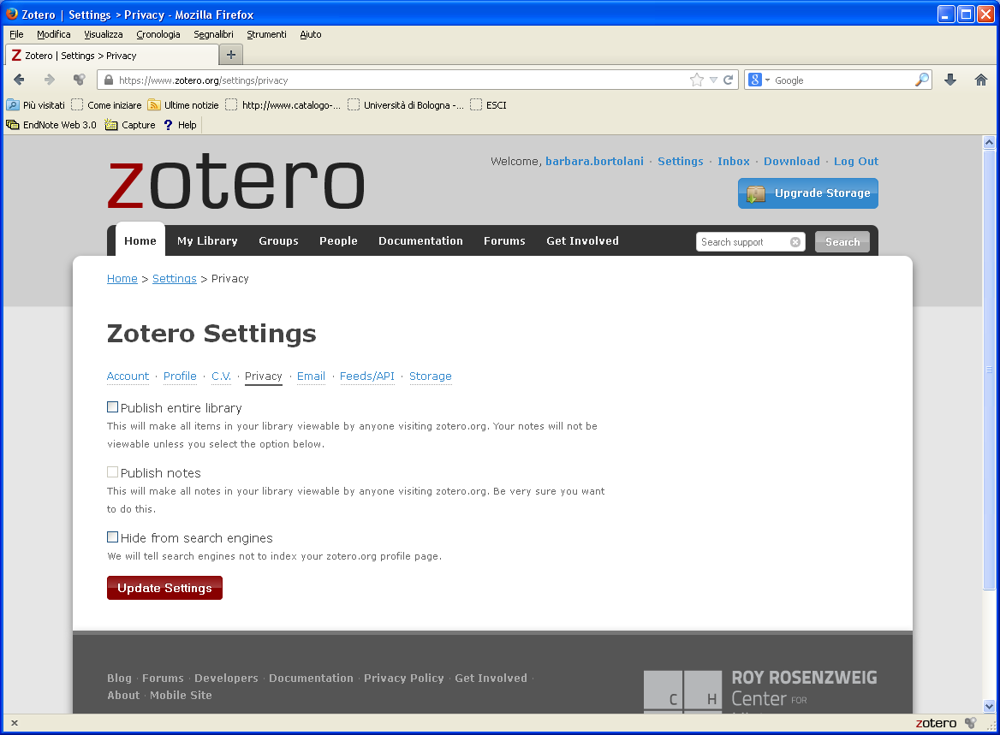 Zotero | Settings > Privacy - Mozilla Firefox
File Modifica Visualizza Cronologia Segnalibri Strumenti Aiuto
Z Zotero | Settings > Privacy +
https://www.zotero.org/settings/privacy 8 Google
Più visitati Come iniziare Ultime notizie http://www.catalogo-... Università di Bologna -... ESCI
EndNote Web 3.0 Capture ? Help
zotero
Welcome, barbara.bortolani · Settings · Inbox · Download · Log Out
Upgrade Storage
Home My Library Groups People Documentation Forums Get Involved Search support Search
Home > Settings > Privacy
Zotero Settings
Account · Profile · C.V. · Privacy · Email · Feeds/API · Storage
Publish entire library
This will make all items in your library viewable by anyone visiting zotero.org. Your notes will not be
viewable unless you select the option below.
Publish notes
This will make all notes in your library viewable by anyone visiting zotero.org. Be very sure you want
to do this.
Hide from search engines
We will tell search engines not to index your zotero.org profile page.
Update Settings
Blog · Forums · Developers · Documentation · Privacy Policy · Get Involved ·
About · Mobile Site
C H
ROY ROSENZWEIG
Center FOR
zotero